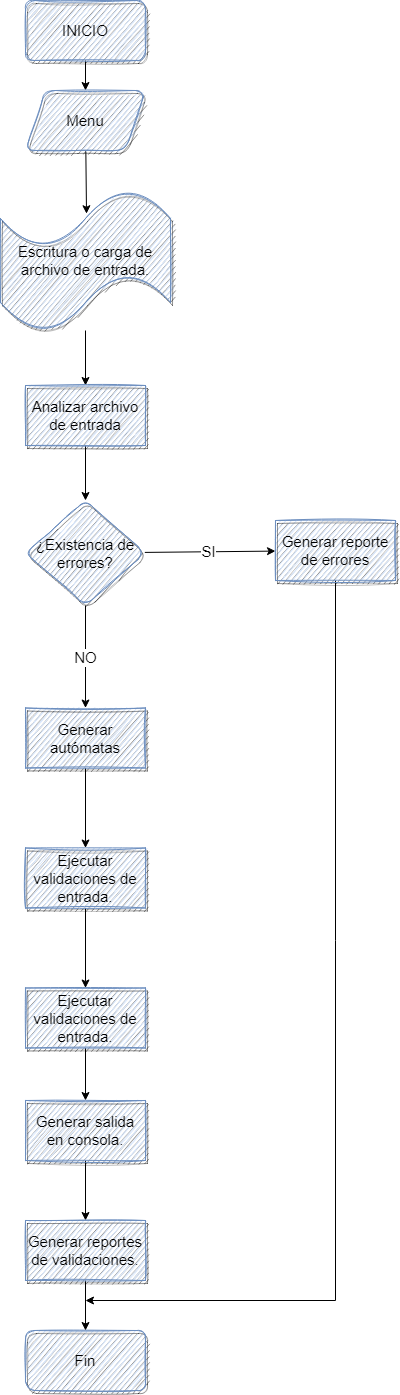 INICIO
Menu
Escritura o carga de
archivo de entrada.
Analizar archivo
de entrada
¿Existencia de
errores?
SI
Generar reporte
de errores
NO
Generar
autómatas
Ejecutar
validaciones de
entrada.
Ejecutar
validaciones de
entrada.
Generar salida
en consola.
Generar reportes
de validaciones.
Fin